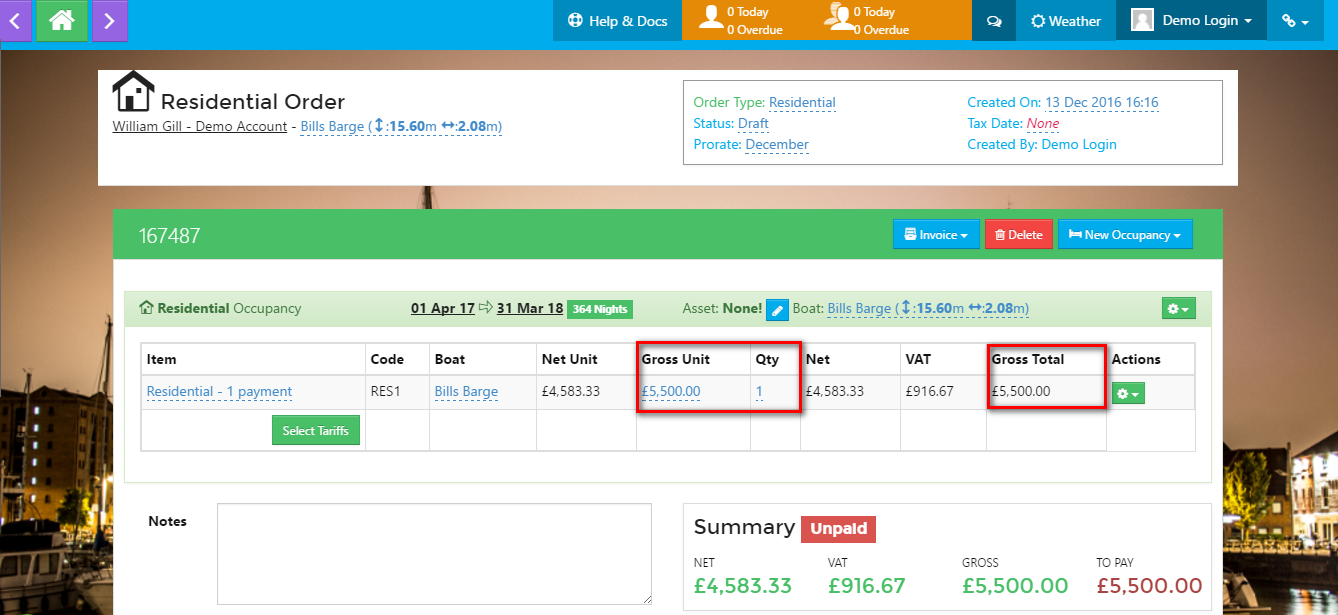 Help & Docs
0 Today
0 Overdue
0 Today
0 Overdue
Weather
Demo Login
Residential Order
William Gill - Demo Account - Bills Barge (↕:15.60m ↔:2.08m)
Order Type: Residential
Status: Draft
Prorate: December
Created On: 13 Dec 2016 16:16
Tax Date: None
Created By: Demo Login
167487
Invoice
Delete
New Occupancy
Residential Occupancy
01 Apr 17 ⇨ 31 Mar 18 364 Nights
Asset: None! Boat: Bills Barge (↕:15.60m ↔:2.08m)
Item Code Boat Net Unit Gross Unit Qty Net VAT Gross Total Actions
Residential - 1 payment RES1 Bills Barge £4,583.33 £5,500.00 1 £4,583.33 £916.67 £5,500.00
Select Tariffs
Notes
Summary Unpaid
NET VAT GROSS TO PAY
£4,583.33 £916.67 £5,500.00 £5,500.00